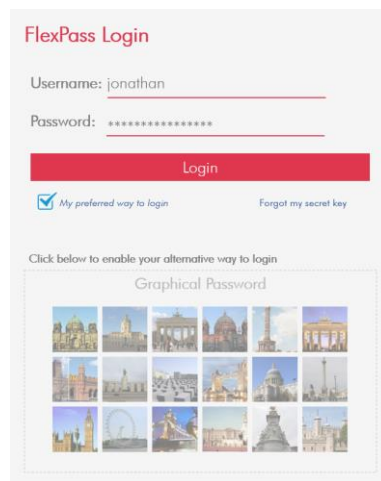 FlexPass Login
Username: jonathan
Password: ****************
Login
My preferred way to login Forgot my secret key
Click below to enable your alternative way to login
Graphical Password